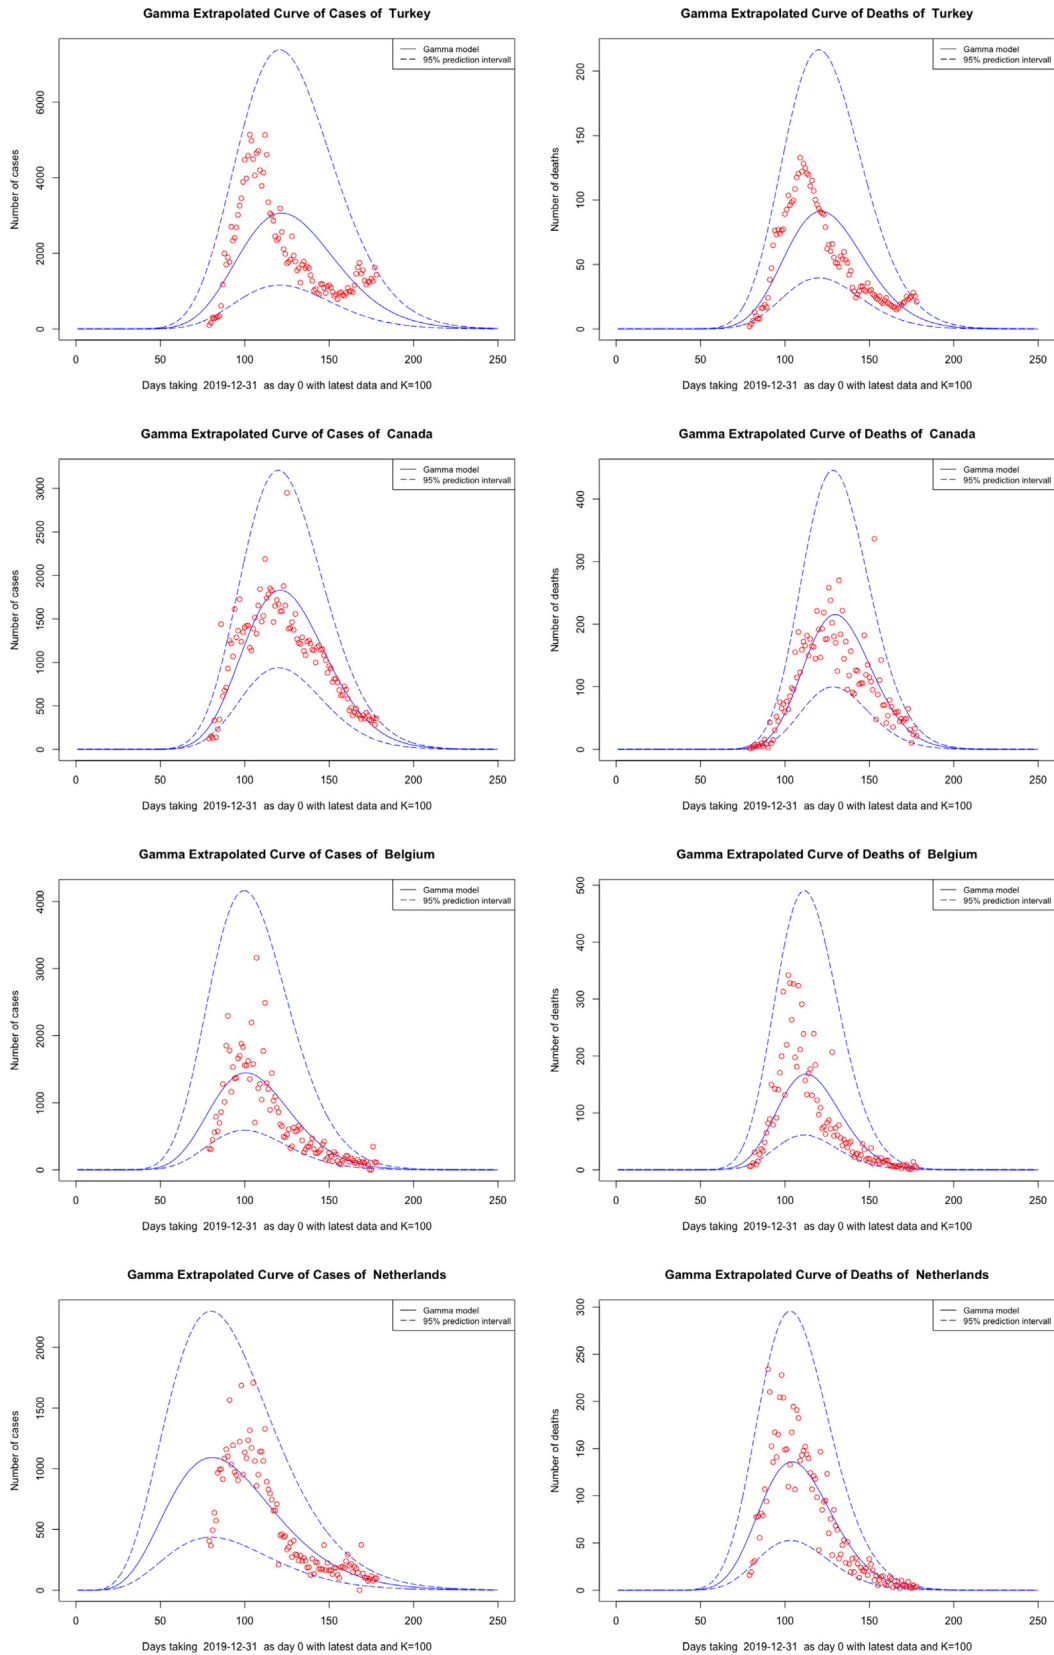 Gamma Extrapolated Curve of Cases of  Turkey
Gamma model
95% prediction intervall
Number of cases
0
2000
4000
6000
0
50
100
150
200
250
Days taking  2019-12-31  as day 0 with latest data and K=100
Gamma Extrapolated Curve of Deaths of  Turkey
Gamma model
95% prediction intervall
Number of deaths
0
50
100
150
200
0
50
100
150
200
250
Days taking  2019-12-31  as day 0 with latest data and K=100
Gamma Extrapolated Curve of Cases of  Canada
Gamma model
95% prediction intervall
Number of cases
0
500
1000
1500
2000
2500
3000
0
50
100
150
200
250
Days taking  2019-12-31  as day 0 with latest data and K=100
Gamma Extrapolated Curve of Deaths of  Canada
Gamma model
95% prediction intervall
Number of deaths
0
100
200
300
400
0
50
100
150
200
250
Days taking  2019-12-31  as day 0 with latest data and K=100
Gamma Extrapolated Curve of Cases of  Belgium
Gamma model
95% prediction intervall
Number of cases
0
1000
2000
3000
4000
0
50
100
150
200
250
Days taking  2019-12-31  as day 0 with latest data and K=100
Gamma Extrapolated Curve of Deaths of  Belgium
Gamma model
95% prediction intervall
Number of deaths
0
100
200
300
400
500
0
50
100
150
200
250
Days taking  2019-12-31  as day 0 with latest data and K=100
Gamma Extrapolated Curve of Cases of  Netherlands
Gamma model
95% prediction intervall
Number of cases
0
500
1000
1500
2000
0
50
100
150
200
250
Days taking  2019-12-31  as day 0 with latest data and K=100
Gamma Extrapolated Curve of Deaths of  Netherlands
Gamma model
95% prediction intervall
Number of deaths
0
50
100
150
200
250
300
0
50
100
150
200
250
Days taking  2019-12-31  as day 0 with latest data and K=100